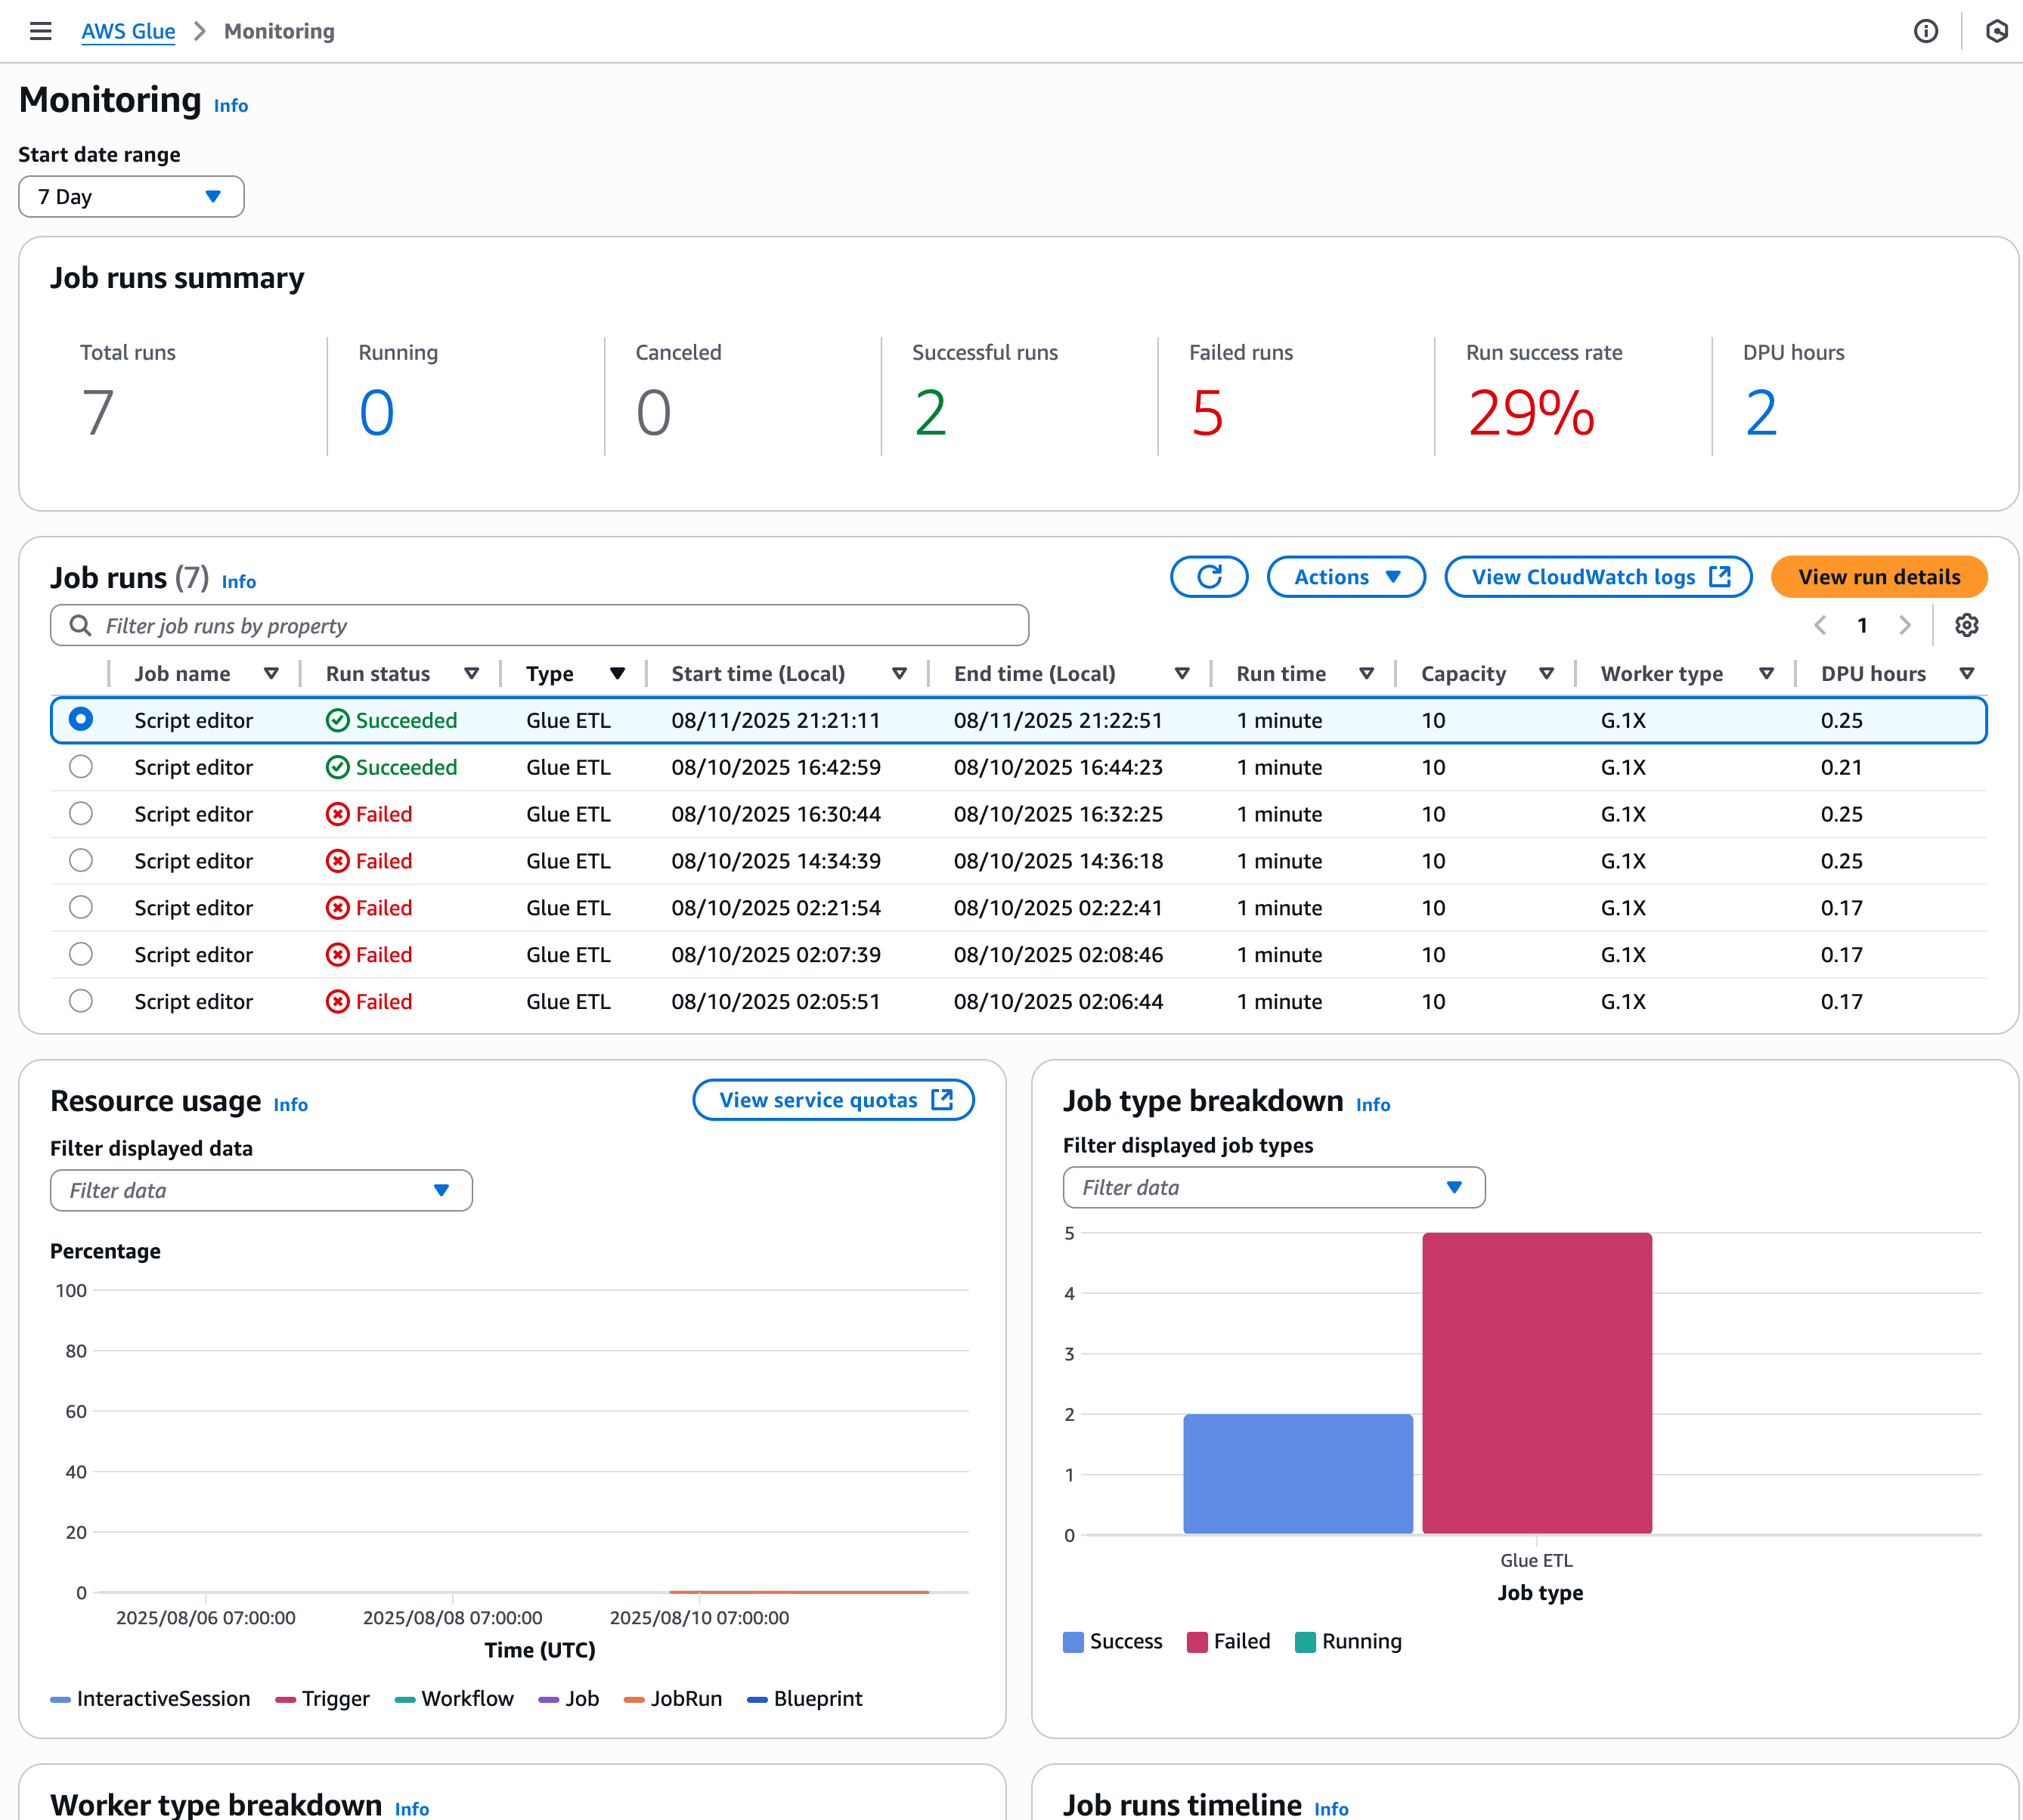 AWS Glue > Monitoring
Monitoring Info
Start date range
7 Day
Job runs summary
Total runs Running Canceled Successful runs Failed runs Run success rate DPU hours
7 0 0 2 5 29% 2
Job runs (7) Info Actions View CloudWatch logs View run details
Filter job runs by property 1
Job name Run status Type Start time (Local) End time (Local) Run time Capacity Worker type DPU hours
Script editor Succeeded Glue ETL 08/11/2025 21:21:11 08/11/2025 21:22:51 1 minute 10 G.1X 0.25
Script editor Succeeded Glue ETL 08/10/2025 16:42:59 08/10/2025 16:44:23 1 minute 10 G.1X 0.21
Script editor Failed Glue ETL 08/10/2025 16:30:44 08/10/2025 16:32:25 1 minute 10 G.1X 0.25
Script editor Failed Glue ETL 08/10/2025 14:34:39 08/10/2025 14:36:18 1 minute 10 G.1X 0.25
Script editor Failed Glue ETL 08/10/2025 02:21:54 08/10/2025 02:22:41 1 minute 10 G.1X 0.17
Script editor Failed Glue ETL 08/10/2025 02:07:39 08/10/2025 02:08:46 1 minute 10 G.1X 0.17
Script editor Failed Glue ETL 08/10/2025 02:05:51 08/10/2025 02:06:44 1 minute 10 G.1X 0.17
Resource usage Info View service quotas
Filter displayed data
Filter data
Percentage
100
80
60
40
20
0
2025/08/06 07:00:00 2025/08/08 07:00:00 2025/08/10 07:00:00
Time (UTC)
InteractiveSession Trigger Workflow Job JobRun Blueprint
Job type breakdown Info
Filter displayed job types
Filter data
5
4
3
2
1
0
Glue ETL
Job type
Success Failed Running
Worker type breakdown Info
Job runs timeline Info